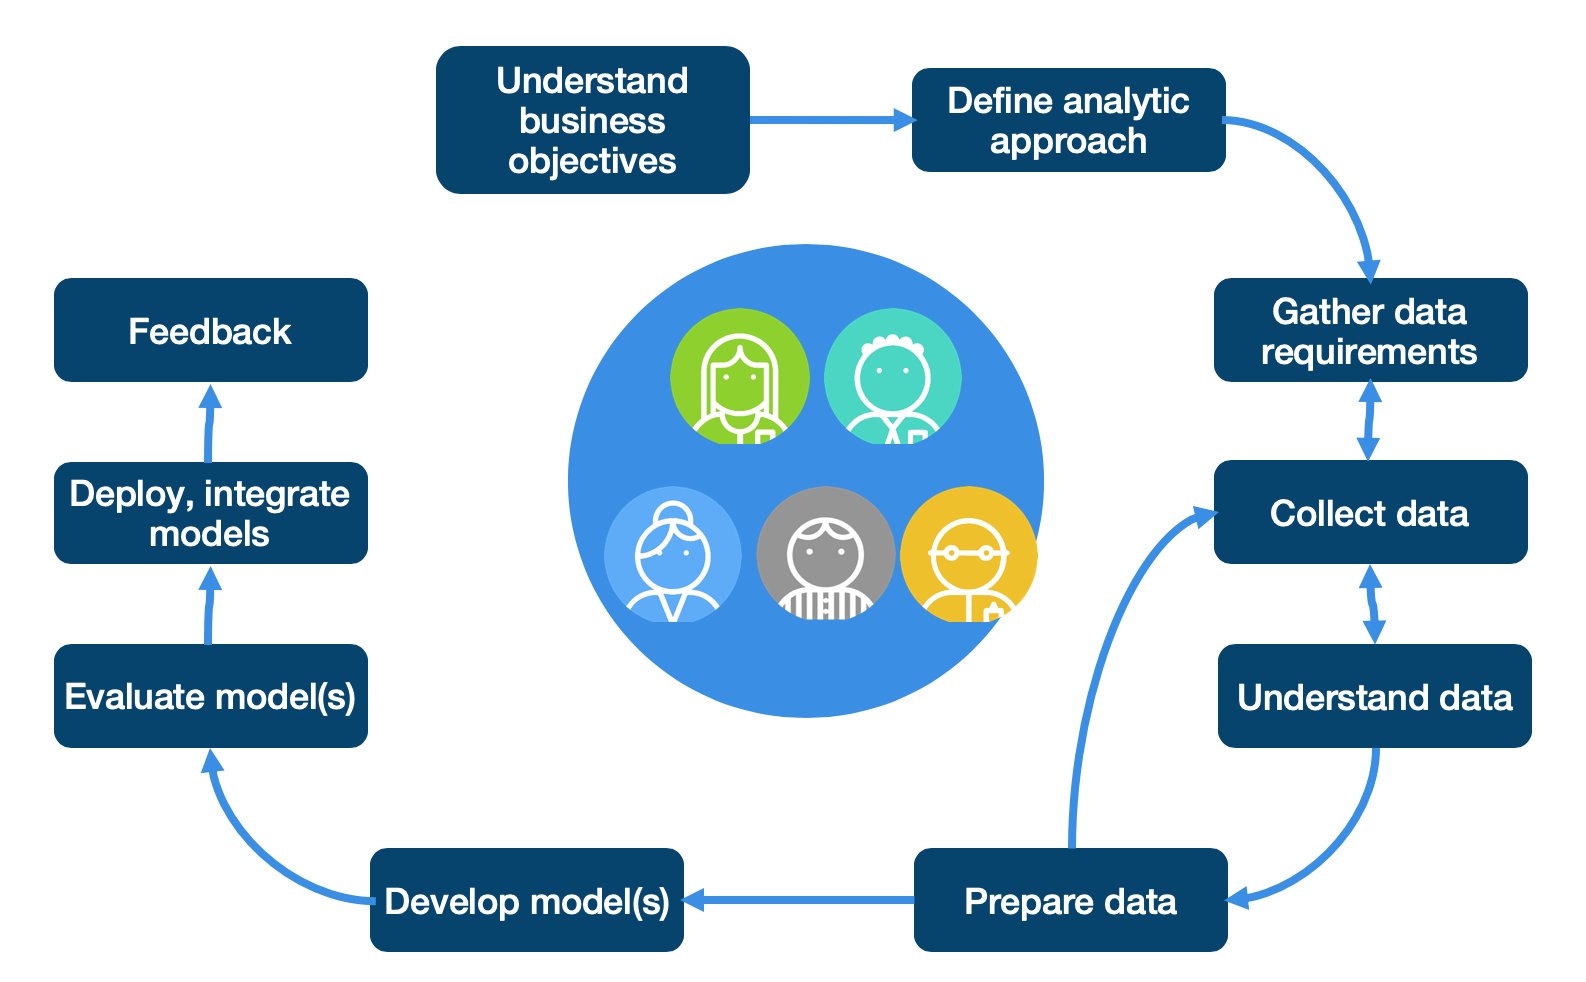 Understand
business
objectives
Define analytic
approach
Gather data
requirements
Collect data
Understand data
Prepare data
Develop model(s)
Evaluate model(s)
Deploy, integrate
models
Feedback